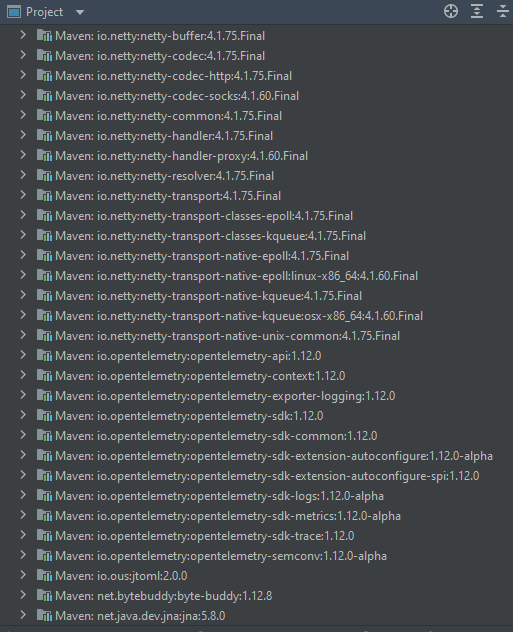 Project
Maven: io.netty:netty-buffer:4.1.75.Final
Maven: io.netty:netty-codec:4.1.75.Final
Maven: io.netty:netty-codec-http:4.1.75.Final
Maven: io.netty:netty-codec-socks:4.1.60.Final
Maven: io.netty:netty-common:4.1.75.Final
Maven: io.netty:netty-handler:4.1.75.Final
Maven: io.netty:netty-handler-proxy:4.1.60.Final
Maven: io.netty:netty-resolver:4.1.75.Final
Maven: io.netty:netty-transport:4.1.75.Final
Maven: io.netty:netty-transport-classes-epoll:4.1.75.Final
Maven: io.netty:netty-transport-classes-kqueue:4.1.75.Final
Maven: io.netty:netty-transport-native-epoll:4.1.75.Final
Maven: io.netty:netty-transport-native-epoll:linux-x86_64:4.1.60.Final
Maven: io.netty:netty-transport-native-kqueue:4.1.75.Final
Maven: io.netty:netty-transport-native-kqueue:osx-x86_64:4.1.60.Final
Maven: io.netty:netty-transport-native-unix-common:4.1.75.Final
Maven: io.opentelemetry:opentelemetry-api:1.12.0
Maven: io.opentelemetry:opentelemetry-context:1.12.0
Maven: io.opentelemetry:opentelemetry-exporter-logging:1.12.0
Maven: io.opentelemetry:opentelemetry-sdk:1.12.0
Maven: io.opentelemetry:opentelemetry-sdk-common:1.12.0
Maven: io.opentelemetry:opentelemetry-sdk-extension-autoconfigure:1.12.0-alpha
Maven: io.opentelemetry:opentelemetry-sdk-extension-autoconfigure-spi:1.12.0
Maven: io.opentelemetry:opentelemetry-sdk-logs:1.12.0-alpha
Maven: io.opentelemetry:opentelemetry-sdk-metrics:1.12.0-alpha
Maven: io.opentelemetry:opentelemetry-sdk-trace:1.12.0
Maven: io.opentelemetry:opentelemetry-semconv:1.12.0-alpha
Maven: io.ous:jtoml:2.0.0
Maven: net.bytebuddy:byte-buddy:1.12.8
Maven: net.java.dev.jna:jna:5.8.0